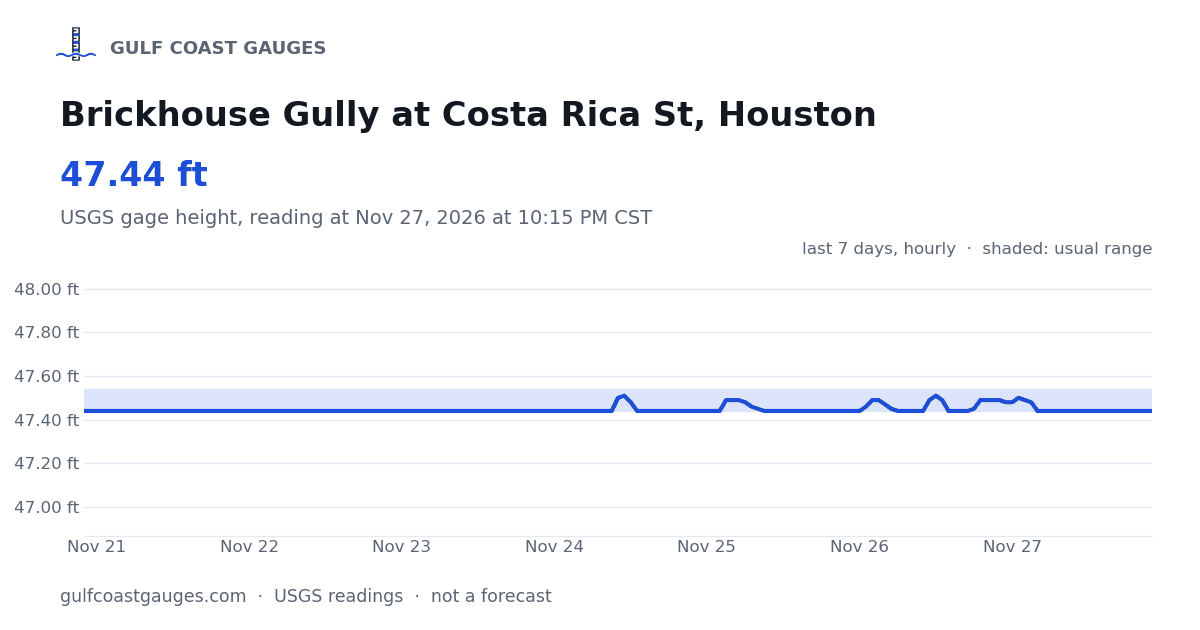 GULF COAST GAUGES
Brickhouse Gully at Costa Rica St, Houston
47.44 ft
USGS gage height, reading at Nov 27, 2026 at 10:15 PM CST
last 7 days, hourly · shaded: usual range
48.00 ft
47.80 ft
47.60 ft
47.40 ft
47.20 ft
47.00 ft
Nov 21 Nov 22 Nov 23 Nov 24 Nov 25 Nov 26 Nov 27
gulfcoastgauges.com · USGS readings · not a forecast